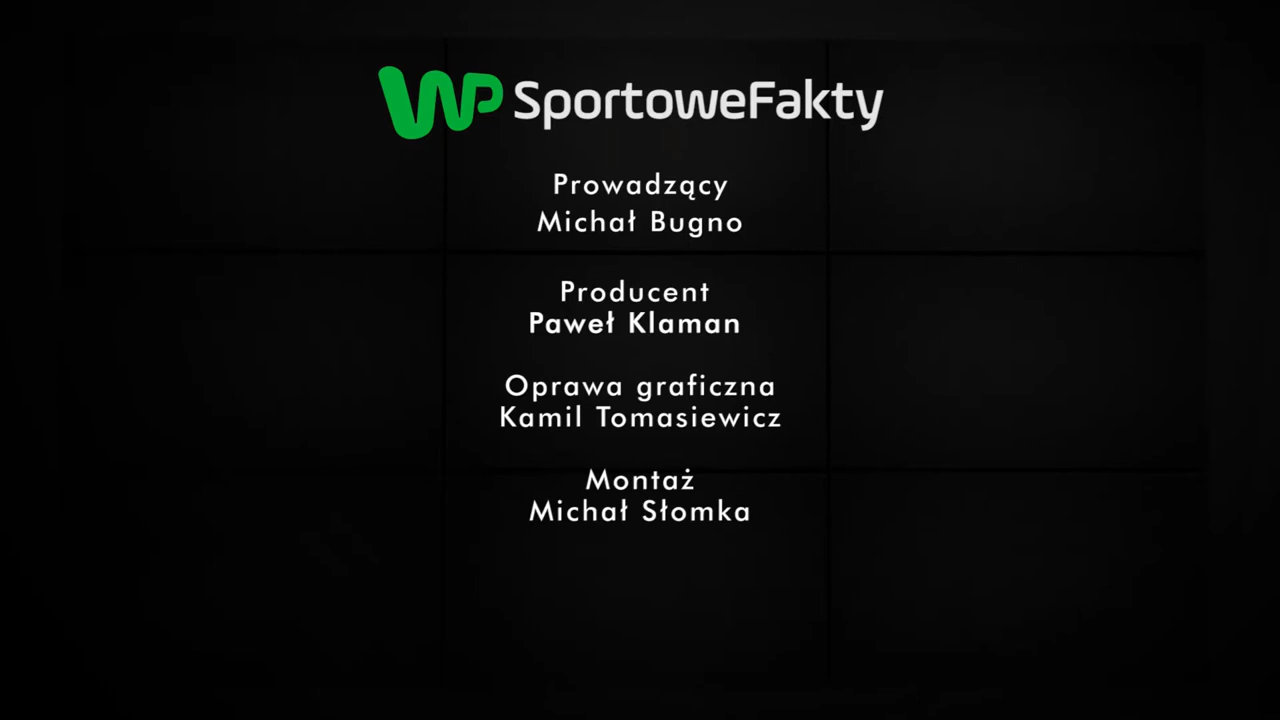 WP SportoweFakty
Prowadzący
Michał Bugno
Producent
Paweł Klaman
Oprawa graficzna
Kamil Tomasiewicz
Montaż
Michał Słomka